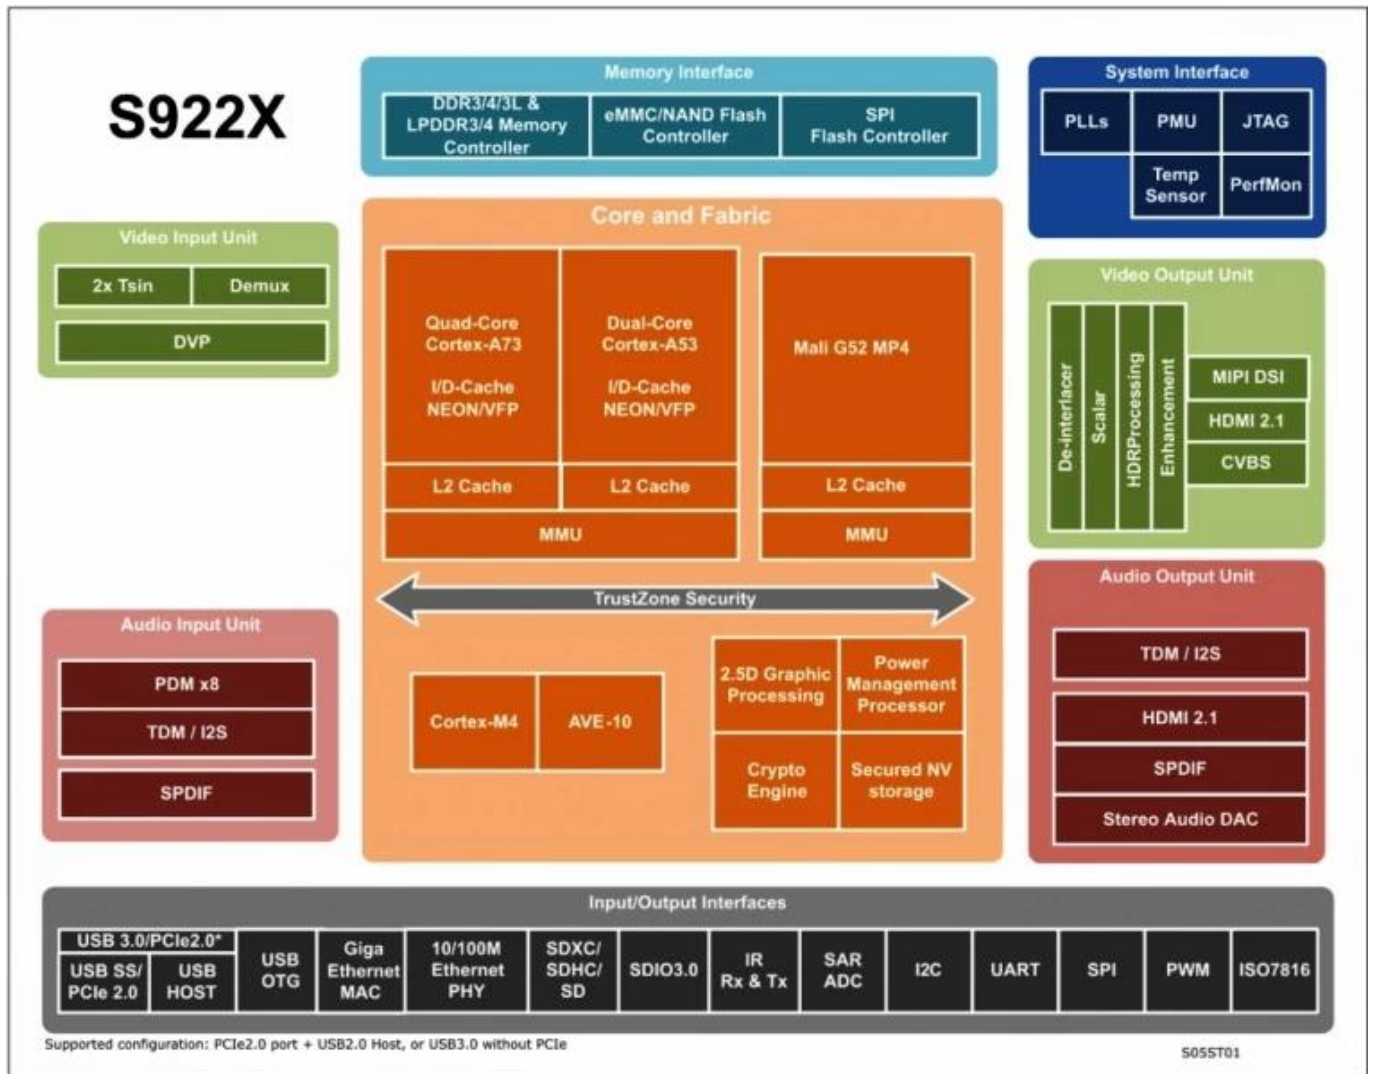 S922X
Memory Interface
DDR3/4/3L &
LPDDR3/4 Memory
Controller
eMMC/NAND Flash
Controller
SPI
Flash Controller
System Interface
PLLs
PMU
JTAG
Temp
Sensor
PerfMon
Video Input Unit
2x Tsin
Demux
DVP
Core and Fabric
Quad-Core
Cortex-A73
I/D-Cache
NEON/VFP
Dual-Core
Cortex-A53
I/D-Cache
NEON/VFP
Mali G52 MP4
L2 Cache
L2 Cache
L2 Cache
MMU
MMU
Video Output Unit
De-interlacer
Scalar
HDRProcessing
Enhancement
MIPI DSI
HDMI 2.1
CVBS
TrustZone Security
Audio Input Unit
PDM x8
TDM / I2S
SPDIF
Cortex-M4
AVE-10
2.5D Graphic
Processing
Power
Management
Processor
Crypto
Engine
Secured NV
storage
Audio Output Unit
TDM / I2S
HDMI 2.1
SPDIF
Stereo Audio DAC
Input/Output Interfaces
USB 3.0/PCIe2.0*
USB SS/
PCIe 2.0
USB
HOST
USB
OTG
Giga
Ethernet
MAC
10/100M
Ethernet
PHY
SDXC/
SDHC/
SD
SDIO3.0
IR
Rx & Tx
SAR
ADC
I2C
UART
SPI
PWM
ISO7816
Supported configuration: PCIe2.0 port + USB2.0 Host, or USB3.0 without PCIe
S05ST01